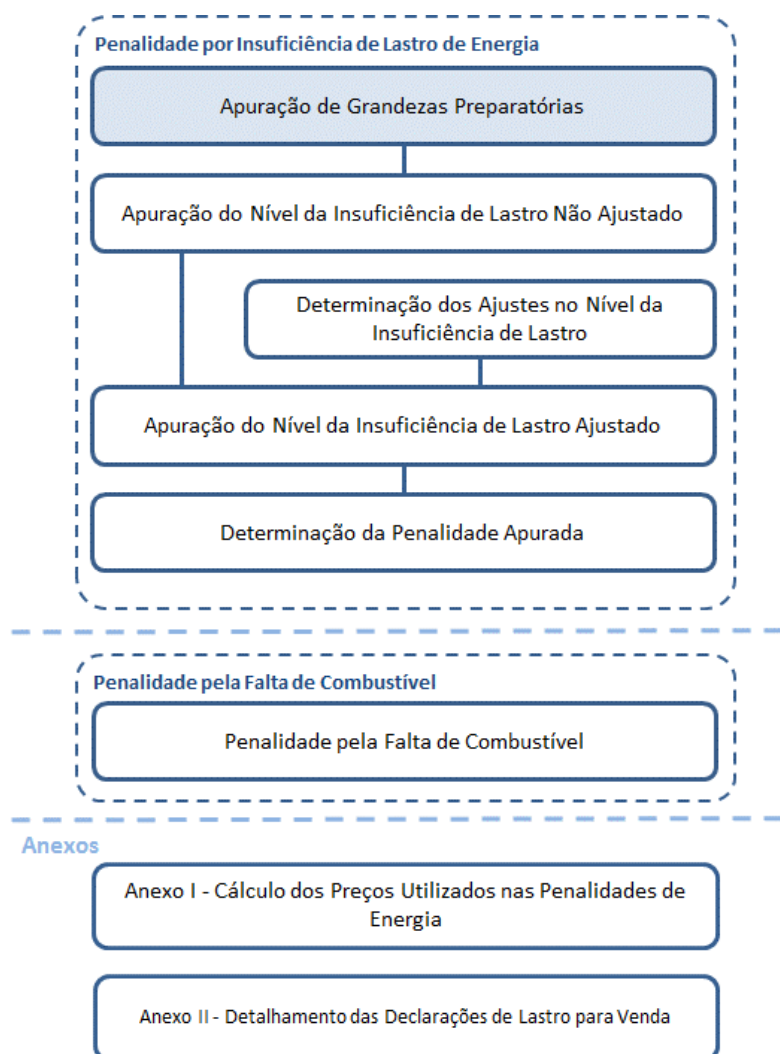 Penalidade por Insuficiência de Lastro de Energia
Apuração de Grandezas Preparatórias
Apuração do Nível da Insuficiência de Lastro Não Ajustado
Determinação dos Ajustes no Nível da
Insuficiência de Lastro
Apuração do Nível da Insuficiência de Lastro Ajustado
Determinação da Penalidade Apurada
Penalidade pela Falta de Combustível
Penalidade pela Falta de Combustível
Anexos
Anexo I - Cálculo dos Preços Utilizados nas Penalidades de
Energia
Anexo II - Detalhamento das Declarações de Lastro para Venda